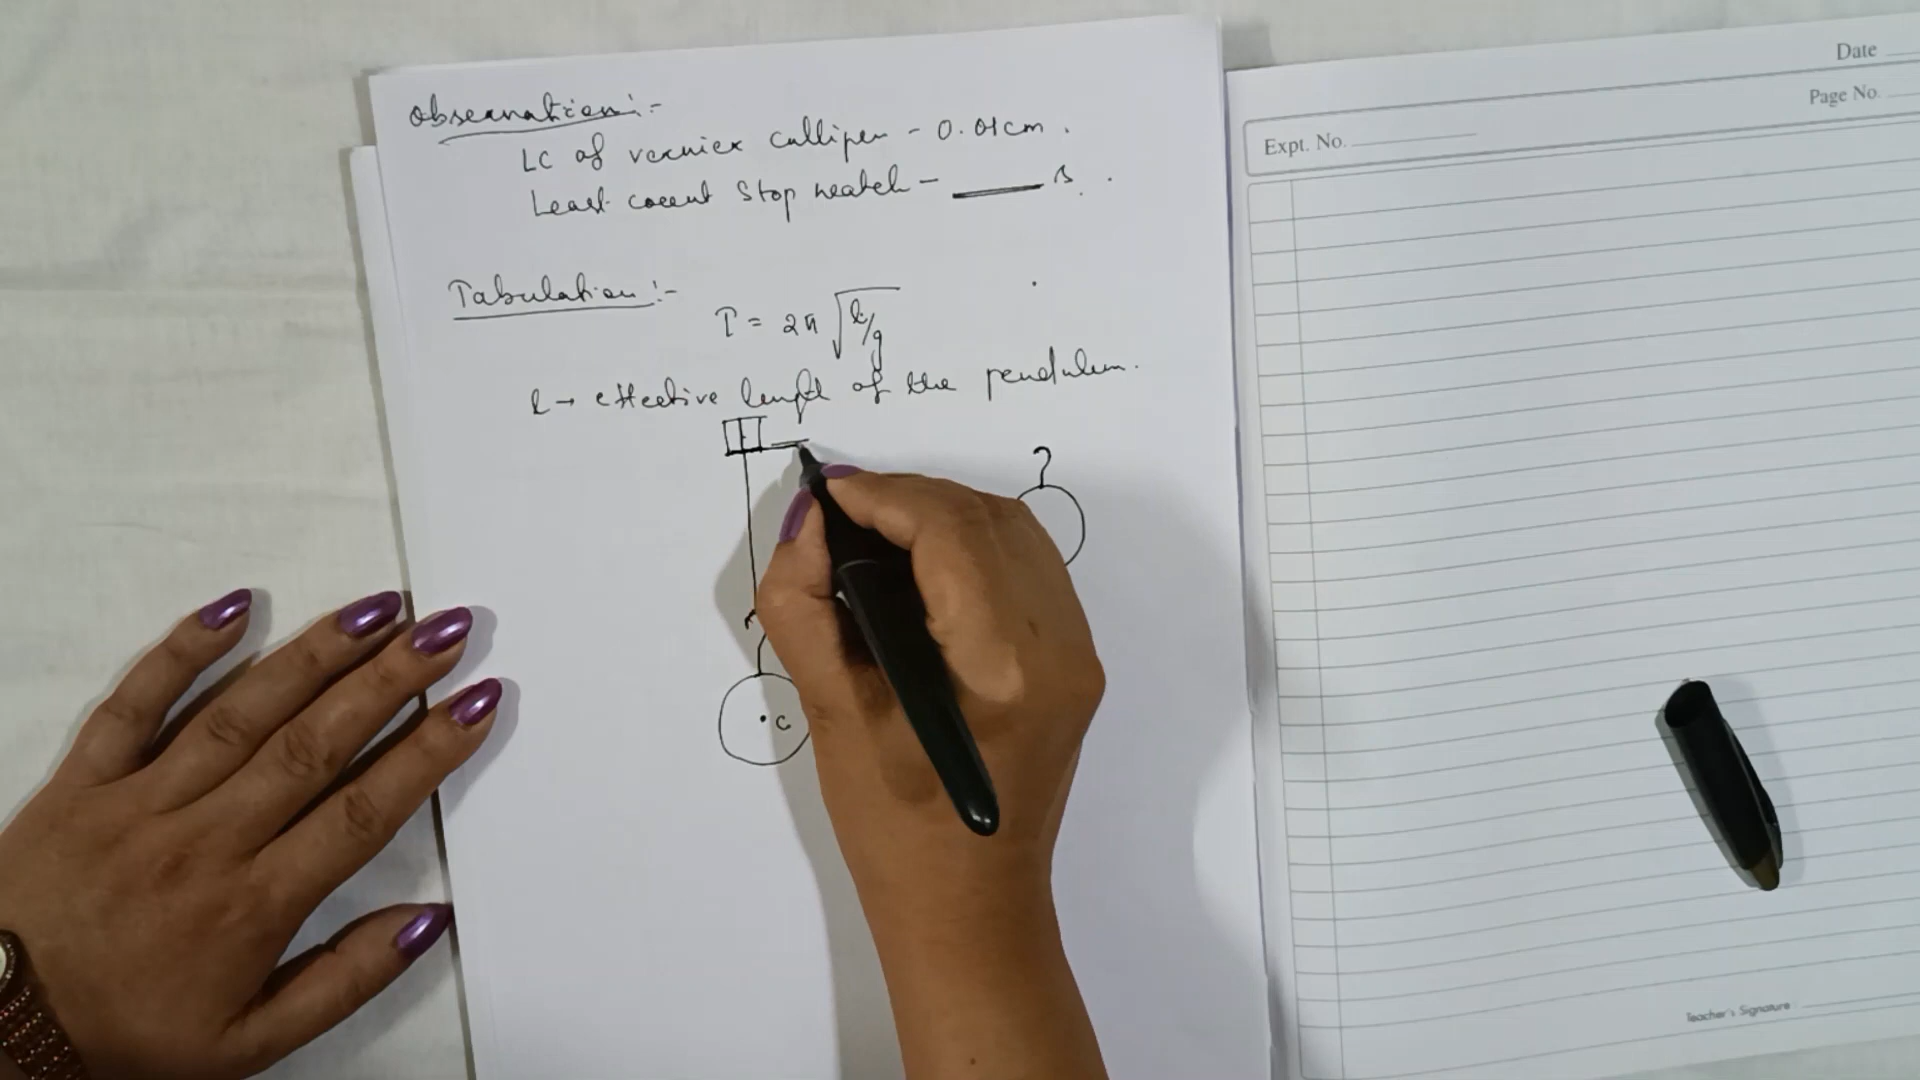 Observation :-
LC of vernier calliper - 0.01cm .
Least count Stop watch - ____ s .
Tabulation :-
T = 2π √l/g
l → effective length of the pendulum.
. C
Date
Page No.
Expt. No.
Teacher's Signature